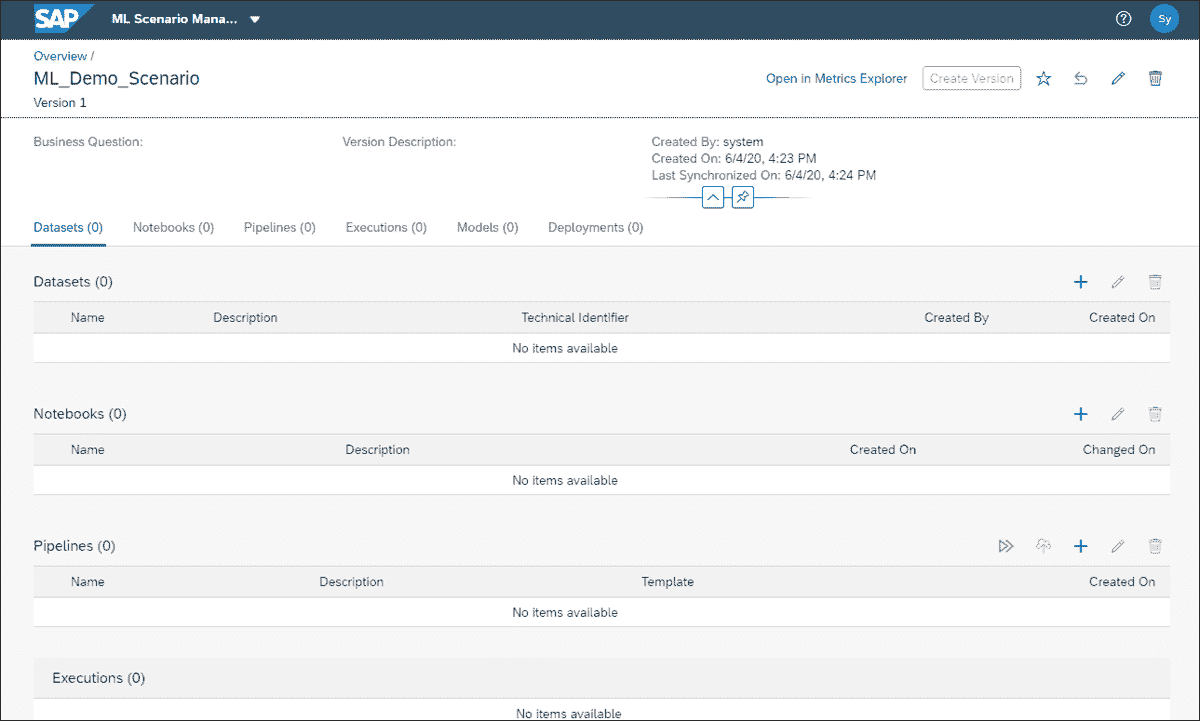 SAP ML Scenario Mana... Sy
Overview /
ML_Demo_Scenario
Open in Metrics Explorer Create Version
Version 1
Business Question: Version Description: Created By: system
Created On: 6/4/20, 4:23 PM
Last Synchronized On: 6/4/20, 4:24 PM
Datasets (0) Notebooks (0) Pipelines (0) Executions (0) Models (0) Deployments (0)
Datasets (0)
Name Description Technical Identifier Created By Created On
No items available
Notebooks (0)
Name Description Created On Changed On
No items available
Pipelines (0)
Name Description Template Created On
No items available
Executions (0)
No items available